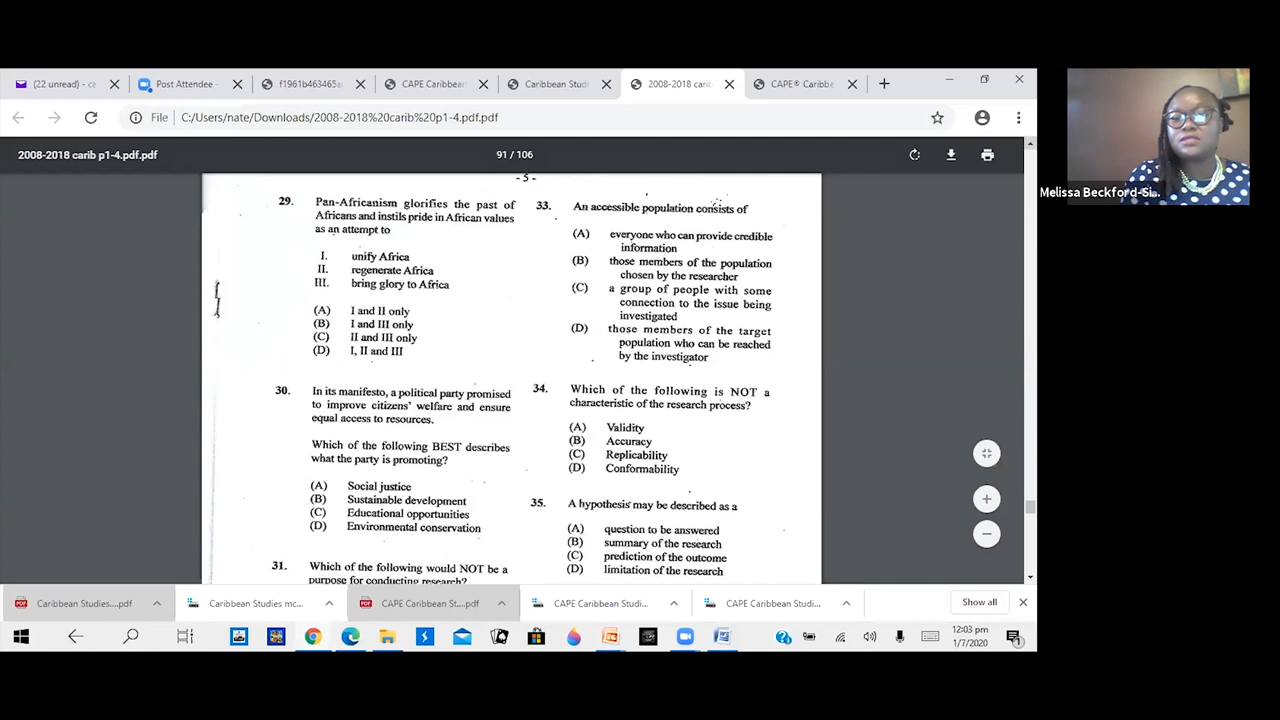 (22 unread) - ca
Post Attendee -
f1961b463465a
CAPE Caribbean
Caribbean Studi
2008-2018 carib
CAPE® Caribbe
File
C:/Users/nate/Downloads/2008-2018%20carib%20p1-4.pdf.pdf
2008-2018 carib p1-4.pdf.pdf
91 / 106
- 5 -
29. Pan-Africanism glorifies the past of
Africans and instils pride in African values
as an attempt to
I. unify Africa
II. regenerate Africa
III. bring glory to Africa
(A) I and II only
(B) I and III only
(C) II and III only
(D) I, II and III
30. In its manifesto, a political party promised
to improve citizens' welfare and ensure
equal access to resources.
Which of the following BEST describes
what the party is promoting?
(A) Social justice
(B) Sustainable development
(C) Educational opportunities
(D) Environmental conservation
31. Which of the following would NOT be a
purpose for conducting research?
33. An accessible population consists of
(A) everyone who can provide credible
information
(B) those members of the population
chosen by the researcher
(C) a group of people with some
connection to the issue being
investigated
(D) those members of the target
population who can be reached
by the investigator
34. Which of the following is NOT a
characteristic of the research process?
(A) Validity
(B) Accuracy
(C) Replicability
(D) Conformability
35. A hypothesis may be described as a
(A) question to be answered
(B) summary of the research
(C) prediction of the outcome
(D) limitation of the research
Melissa Beckford-Si...
Caribbean Studies....pdf
Caribbean Studies mc...
CAPE Caribbean St....pdf
CAPE Caribbean Studi...
CAPE Caribbean Studi...
Show all
12:03 pm
1/7/2020